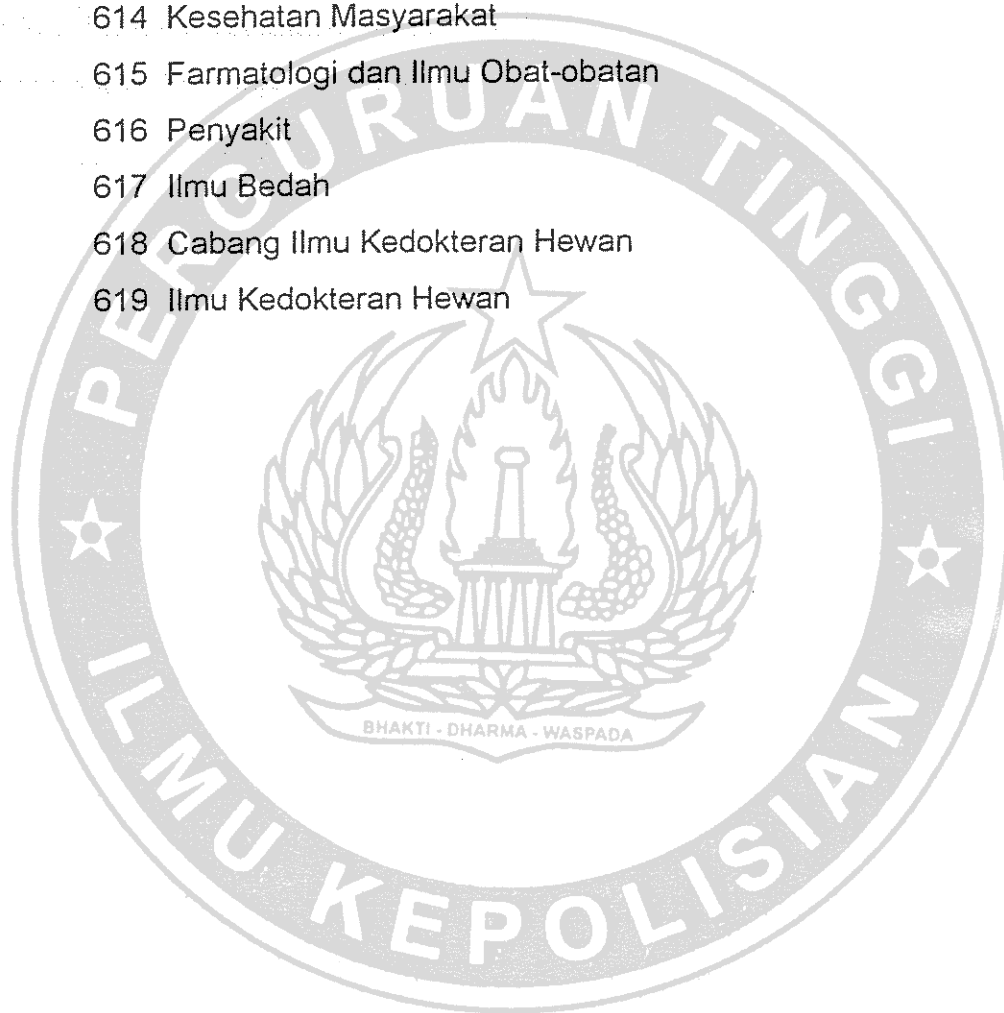 614 Kesehatan Masyarakat
615 Farmatologi dan Ilmu Obat-obatan
616 Penyakit
617 Ilmu Bedah
618 Cabang Ilmu Kedokteran Hewan
619 Ilmu Kedokteran Hewan
PERGURUAN TINGGI
BHAKTI - DHARMA - WASPADA
ILMU KEPOLISIAN